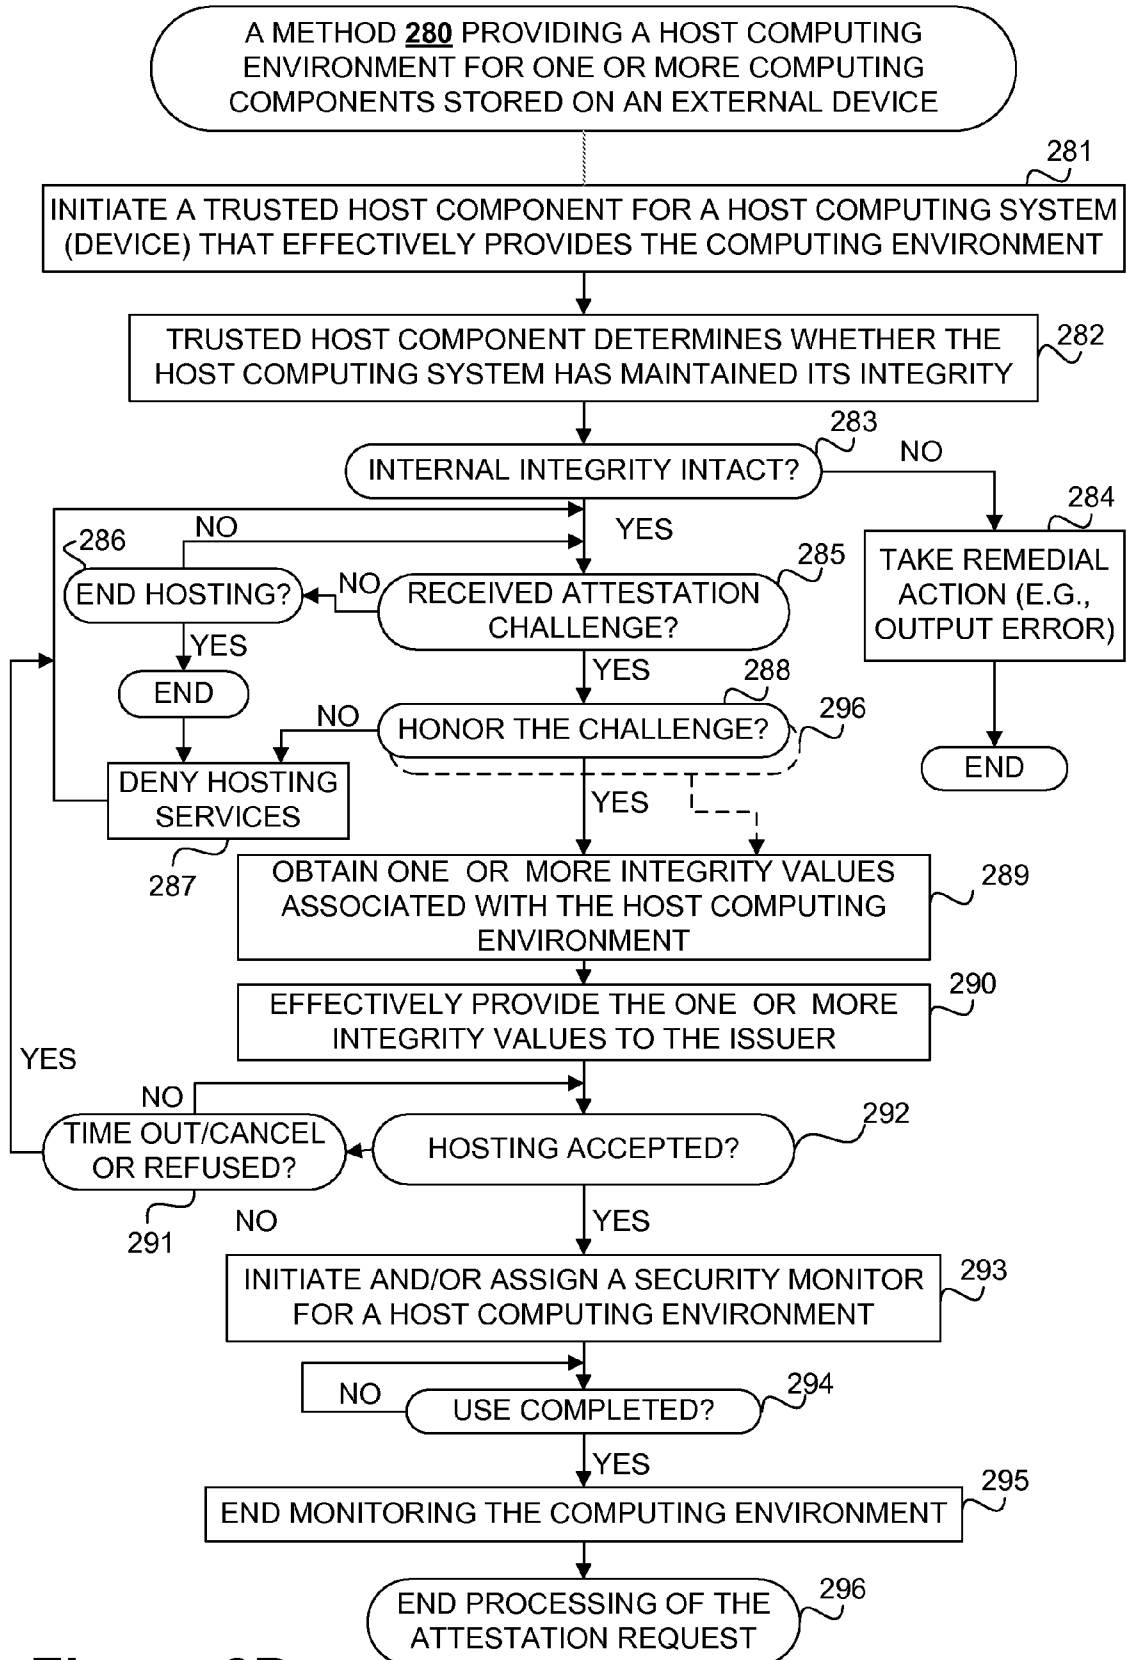 A METHOD 280 PROVIDING A HOST COMPUTING
ENVIRONMENT FOR ONE OR MORE COMPUTING
COMPONENTS STORED ON AN EXTERNAL DEVICE
281
INITIATE A TRUSTED HOST COMPONENT FOR A HOST COMPUTING SYSTEM
(DEVICE) THAT EFFECTIVELY PROVIDES THE COMPUTING ENVIRONMENT
TRUSTED HOST COMPONENT DETERMINES WHETHER THE
HOST COMPUTING SYSTEM HAS MAINTAINED ITS INTEGRITY
282
283
INTERNAL INTEGRITY INTACT?
NO
YES
284
TAKE REMEDIAL
ACTION (E.G.,
OUTPUT ERROR)
END
NO
286
END HOSTING?
NO
285
RECEIVED ATTESTATION
CHALLENGE?
YES
END
YES
288
HONOR THE CHALLENGE?
296
NO
DENY HOSTING
SERVICES
287
YES
OBTAIN ONE OR MORE INTEGRITY VALUES
ASSOCIATED WITH THE HOST COMPUTING
ENVIRONMENT
289
EFFECTIVELY PROVIDE THE ONE OR MORE
INTEGRITY VALUES TO THE ISSUER
290
YES
NO
TIME OUT/CANCEL
OR REFUSED?
291
HOSTING ACCEPTED?
292
NO
YES
INITIATE AND/OR ASSIGN A SECURITY MONITOR
FOR A HOST COMPUTING ENVIRONMENT
293
NO
USE COMPLETED?
294
YES
END MONITORING THE COMPUTING ENVIRONMENT
295
END PROCESSING OF THE
ATTESTATION REQUEST
296